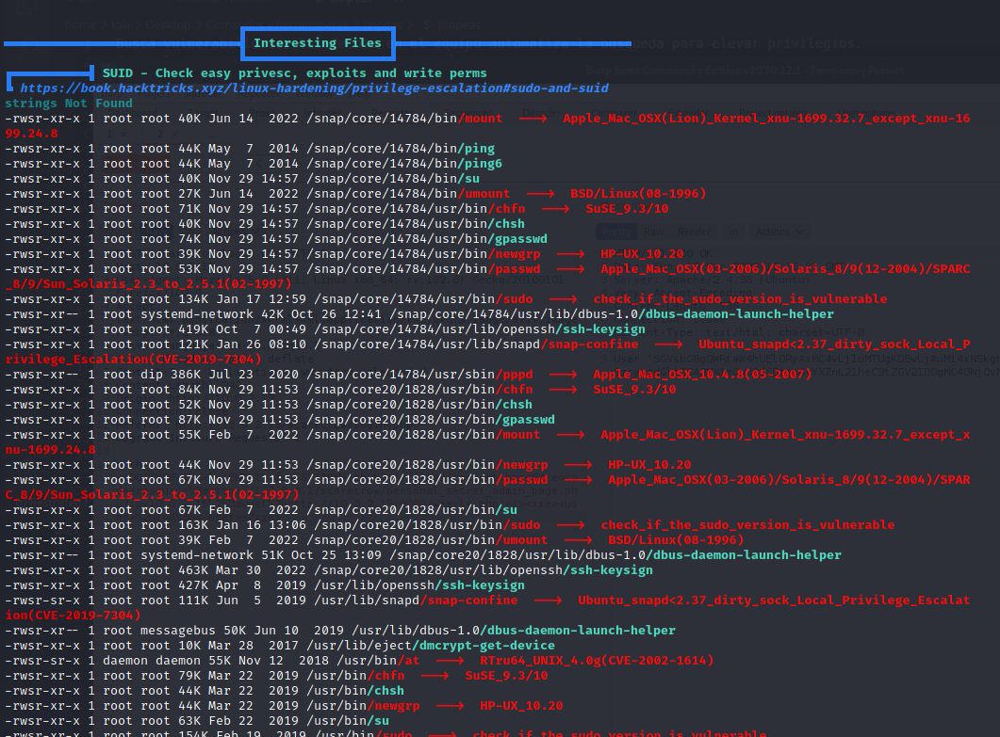 Interesting Files
SUID - Check easy privesc, exploits and write perms
https://book.hacktricks.xyz/linux-hardening/privilege-escalation#sudo-and-suid
strings Not Found
-rwsr-xr-x 1 root root 40K Jun 14  2022 /snap/core/14784/bin/mount  --->  Apple_Mac_OSX(Lion)_Kernel_xnu-1699.32.7_except_xnu-16
99.24.8
-rwsr-xr-x 1 root root 44K May  7  2014 /snap/core/14784/bin/ping
-rwsr-xr-x 1 root root 44K May  7  2014 /snap/core/14784/bin/ping6
-rwsr-xr-x 1 root root 40K Nov 29 14:57 /snap/core/14784/bin/su
-rwsr-xr-x 1 root root 27K Jun 14  2022 /snap/core/14784/bin/umount  --->  BSD/Linux(08-1996)
-rwsr-xr-x 1 root root 71K Nov 29 14:57 /snap/core/14784/usr/bin/chfn  --->  SuSE_9.3/10
-rwsr-xr-x 1 root root 40K Nov 29 14:57 /snap/core/14784/usr/bin/chsh
-rwsr-xr-x 1 root root 74K Nov 29 14:57 /snap/core/14784/usr/bin/gpasswd
-rwsr-xr-x 1 root root 39K Nov 29 14:57 /snap/core/14784/usr/bin/newgrp  --->  HP-UX_10.20
-rwsr-xr-x 1 root root 53K Nov 29 14:57 /snap/core/14784/usr/bin/passwd  --->  Apple_Mac_OSX(03-2006)/Solaris_8/9(12-2004)/SPARC
_8/9/Sun_Solaris_2.3_to_2.5.1(02-1997)
-rwsr-xr-x 1 root root 134K Jan 17 12:59 /snap/core/14784/usr/bin/sudo  --->  check_if_the_sudo_version_is_vulnerable
-rwsr-xr-- 1 root systemd-network 42K Oct 26 12:41 /snap/core/14784/usr/lib/dbus-1.0/dbus-daemon-launch-helper
-rwsr-xr-x 1 root root 419K Oct  7 00:49 /snap/core/14784/usr/lib/openssh/ssh-keysign
-rwsr-xr-x 1 root root 121K Jan 26 08:10 /snap/core/14784/usr/lib/snapd/snap-confine  --->  Ubuntu_snapd<2.37_dirty_sock_Local_P
rivilege_Escalation(CVE-2019-7304)
-rwsr-xr-- 1 root dip 386K Jul 23  2020 /snap/core/14784/usr/sbin/pppd  --->  Apple_Mac_OSX_10.4.8(05-2007)
-rwsr-xr-x 1 root root 84K Nov 29 11:53 /snap/core20/1828/usr/bin/chfn  --->  SuSE_9.3/10
-rwsr-xr-x 1 root root 52K Nov 29 11:53 /snap/core20/1828/usr/bin/chsh
-rwsr-xr-x 1 root root 87K Nov 29 11:53 /snap/core20/1828/usr/bin/gpasswd
-rwsr-xr-x 1 root root 55K Feb  7  2022 /snap/core20/1828/usr/bin/mount  --->  Apple_Mac_OSX(Lion)_Kernel_xnu-1699.32.7_except_x
nu-1699.24.8
-rwsr-xr-x 1 root root 44K Nov 29 11:53 /snap/core20/1828/usr/bin/newgrp  --->  HP-UX_10.20
-rwsr-xr-x 1 root root 67K Nov 29 11:53 /snap/core20/1828/usr/bin/passwd  --->  Apple_Mac_OSX(03-2006)/Solaris_8/9(12-2004)/SPAR
C_8/9/Sun_Solaris_2.3_to_2.5.1(02-1997)
-rwsr-xr-x 1 root root 67K Feb  7  2022 /snap/core20/1828/usr/bin/su
-rwsr-xr-x 1 root root 163K Jan 16 13:06 /snap/core20/1828/usr/bin/sudo  --->  check_if_the_sudo_version_is_vulnerable
-rwsr-xr-x 1 root root 39K Feb  7  2022 /snap/core20/1828/usr/bin/umount  --->  BSD/Linux(08-1996)
-rwsr-xr-- 1 root systemd-network 51K Oct 25 13:09 /snap/core20/1828/usr/lib/dbus-1.0/dbus-daemon-launch-helper
-rwsr-xr-x 1 root root 463K Mar 30  2022 /snap/core20/1828/usr/lib/openssh/ssh-keysign
-rwsr-xr-x 1 root root 427K Apr  8  2019 /usr/lib/openssh/ssh-keysign
-rwsr-xr-x 1 root root 111K Jun  5  2019 /usr/lib/snapd/snap-confine  --->  Ubuntu_snapd<2.37_dirty_sock_Local_Privilege_Escalat
ion(CVE-2019-7304)
-rwsr-xr-- 1 root messagebus 50K Jun 10  2019 /usr/lib/dbus-1.0/dbus-daemon-launch-helper
-rwsr-xr-x 1 root root 10K Mar 28  2017 /usr/lib/eject/dmcrypt-get-device
-rwsr-sr-x 1 daemon daemon 55K Nov 12  2018 /usr/bin/at  --->  RTru64_UNIX_4.0g(CVE-2002-1614)
-rwsr-xr-x 1 root root 79K Mar 22  2019 /usr/bin/chfn  --->  SuSE_9.3/10
-rwsr-xr-x 1 root root 44K Mar 22  2019 /usr/bin/chsh
-rwsr-xr-x 1 root root 44K Mar 22  2019 /usr/bin/newgrp  --->  HP-UX_10.20
-rwsr-xr-x 1 root root 63K Feb 22  2019 /usr/bin/su
-rwsr-xr-x 1 root root 154K Feb 19  2019 /usr/bin/sudo  --->  check_if_the_sudo_version_is_vulnerable